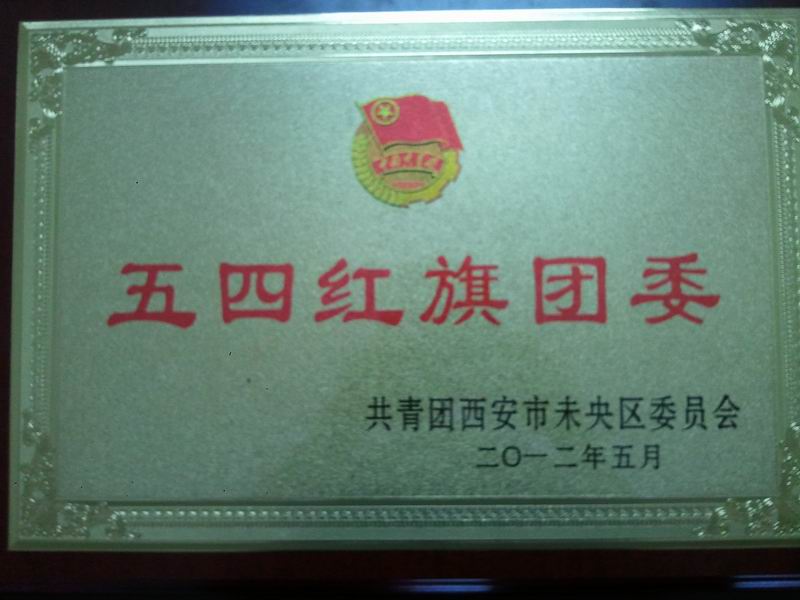 五四红旗团委
共青团西安市未央区委员会
二〇一二年五月